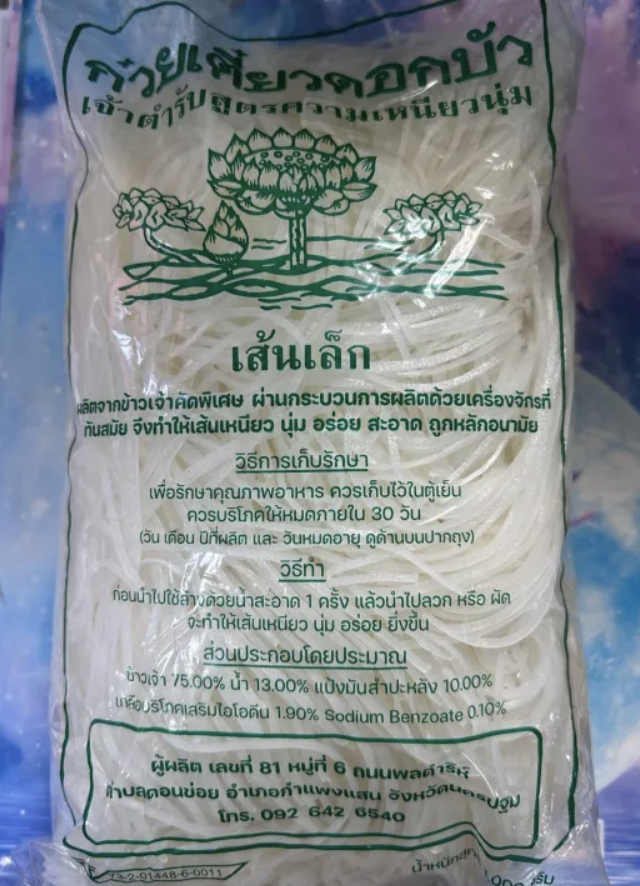 ก๋วยเตี๋ยวดอกบัว
เจ้าตำรับสูตรความเหนียวนุ่ม
เส้นเล็ก
ผลิตจากข้าวเจ้าคัดพิเศษ ผ่านกระบวนการผลิตด้วยเครื่องจักรที่
ทันสมัย จึงทำให้เส้นเหนียว นุ่ม อร่อย สะอาด ถูกหลักอนามัย
วิธีการเก็บรักษา
เพื่อรักษาคุณภาพอาหาร ควรเก็บไว้ในตู้เย็น
ควรบริโภคให้หมดภายใน 30 วัน
(วัน เดือน ปีที่ผลิต และ วันหมดอายุ ดูด้านบนปากถุง)
วิธีทำ
ก่อนนำไปใช้ล้างด้วยน้ำสะอาด 1 ครั้ง แล้วนำไปลวก หรือ ผัด
จะทำให้เส้นเหนียว นุ่ม อร่อย ยิ่งขึ้น
ส่วนประกอบโดยประมาณ
ข้าวเจ้า 75.00% น้ำ 13.00% แป้งมันสำปะหลัง 10.00%
เกลือบริโภคเสริมไอโอดีน 1.90% Sodium Benzoate 0.10%
ผู้ผลิต เลขที่ 81 หมู่ที่ 6 ถนนพลดำริห์
ตำบลดอนข่อย อำเภอกำแพงแสน จังหวัดนครปฐม
โทร. 092 642 6540
73-2-01448-6-0011